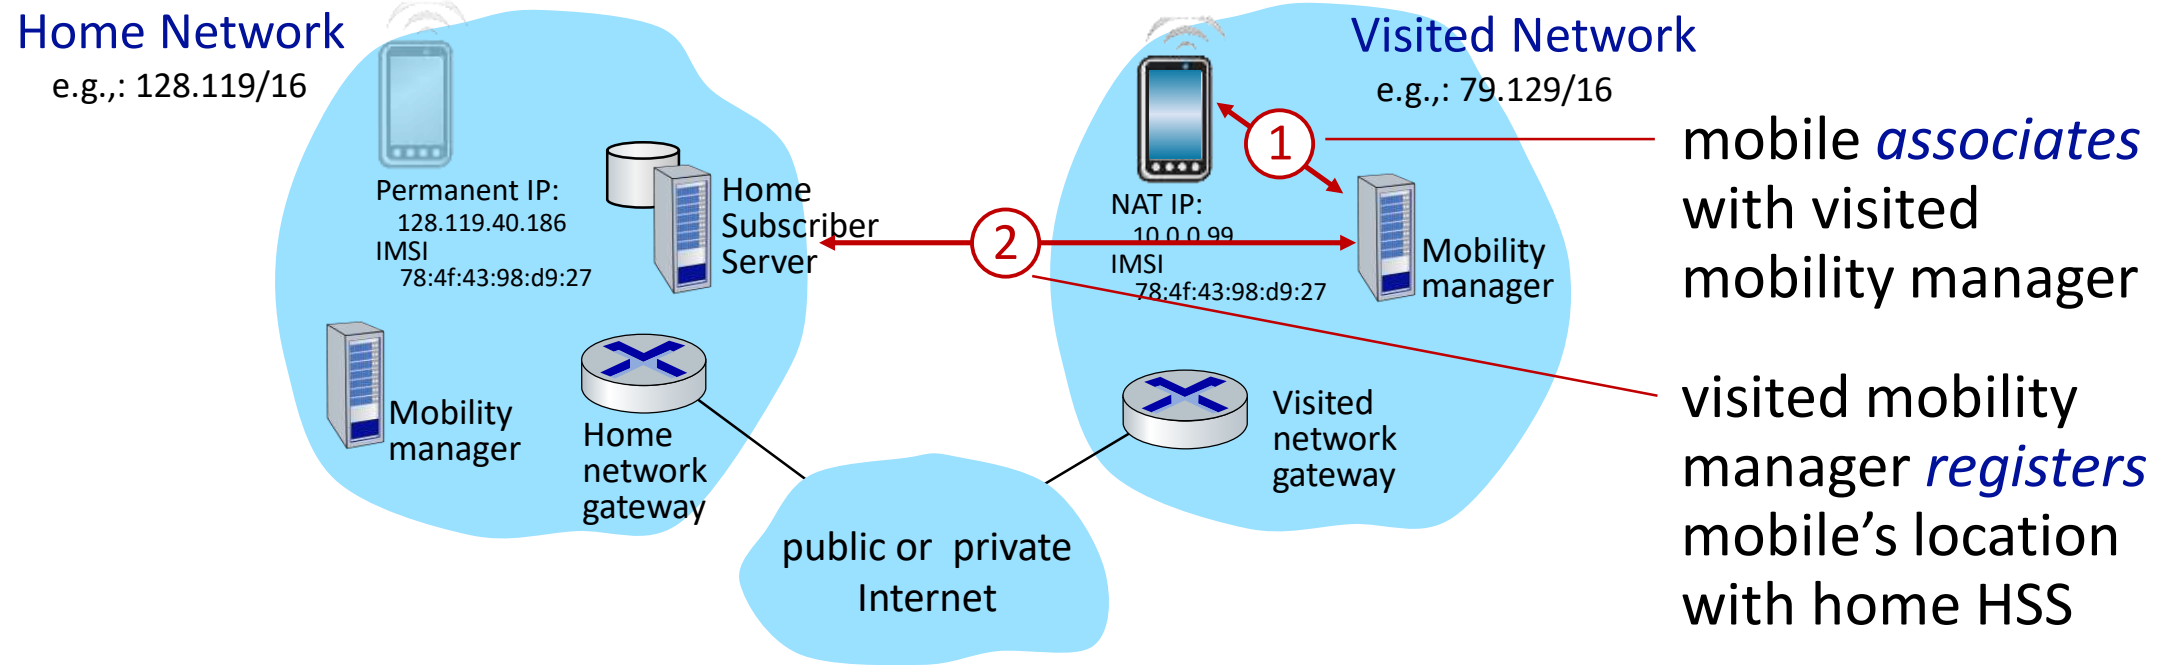 Home Network
e.g.,: 128.119/16
Permanent IP:
128.119.40.186
IMSI
78:4f:43:98:d9:27
Home
Subscriber
Server
Mobility
manager
Home
network
gateway
public or private
Internet
Visited Network
e.g.,: 79.129/16
1
2
NAT IP:
10.0.0.99
IMSI
78:4f:43:98:d9:27
Mobility
manager
Visited
network
gateway
mobile associates
with visited
mobility manager
visited mobility
manager registers
mobile’s location
with home HSS